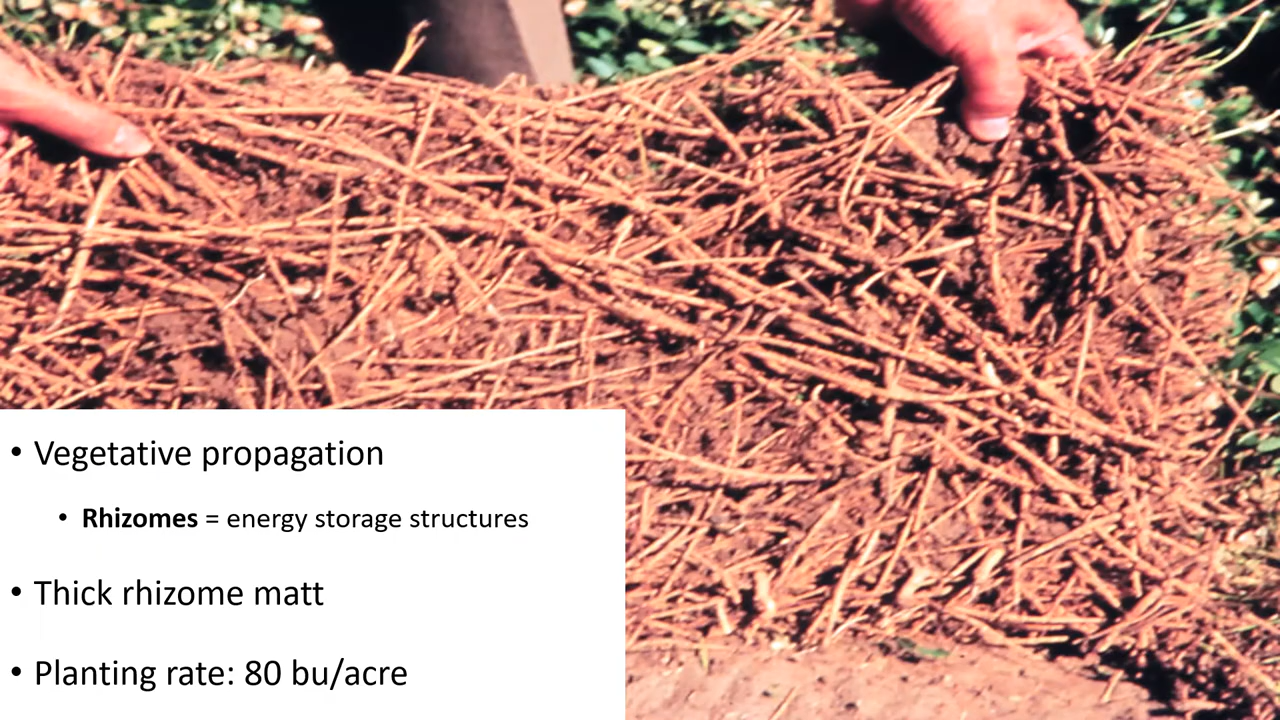 • Vegetative propagation
• Rhizomes = energy storage structures
• Thick rhizome matt
• Planting rate: 80 bu/acre